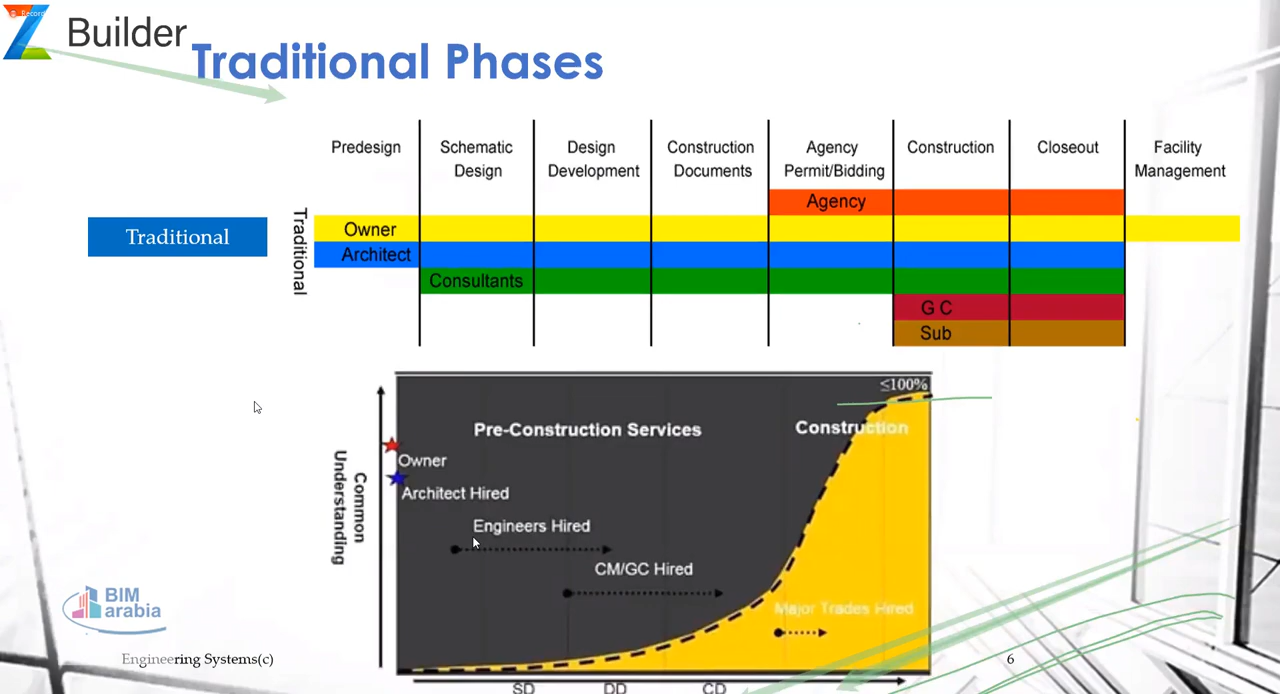 Builder
Traditional Phases
Predesign
Schematic
Design
Design
Development
Construction
Documents
Agency
Permit/Bidding
Construction
Closeout
Facility
Management
Traditional
Traditional
Agency
Owner
Architect
Consultants
G C
Sub
≤100%
Pre-Construction Services
Construction
Common
Understanding
Owner
Architect Hired
Engineers Hired
CM/GC Hired
Major Trades Hired
SD
DD
CD
BIM
arabia
Engineering Systems(c)
6